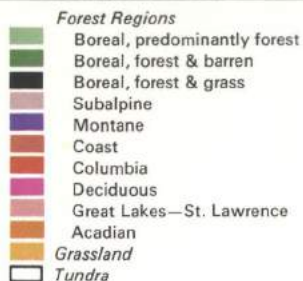 Forest Regions
Boreal, predominantly forest
Boreal, forest & barren
Boreal, forest & grass
Subalpine
Montane
Coast
Columbia
Deciduous
Great Lakes—St. Lawrence
Acadian
Grassland
Tundra